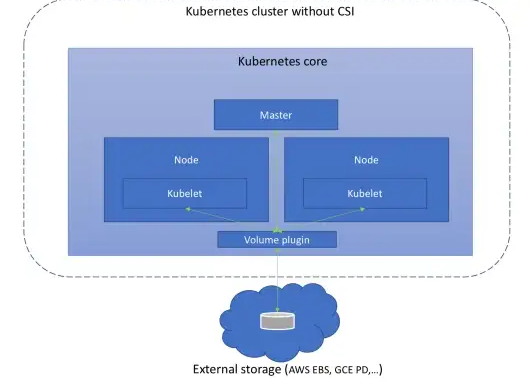 Kubernetes cluster without CSI
Kubernetes core
Master
Node
Node
Kubelet
Kubelet
Volume plugin
External storage (AWS EBS, GCE PD,...)